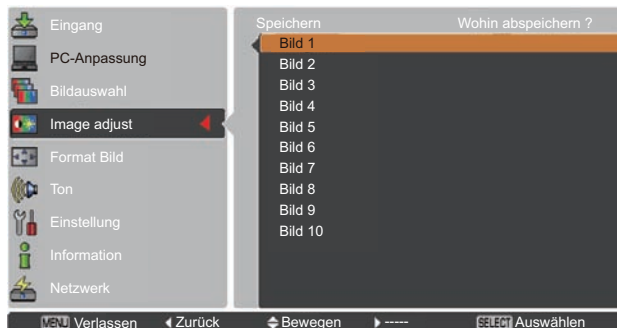 Eingang
PC-Anpassung
Bildauswahl
Image adjust
Format Bild
Ton
Einstellung
Information
Netzwerk
Speichern Wohin abspeichern ?
Bild 1
Bild 2
Bild 3
Bild 4
Bild 5
Bild 6
Bild 7
Bild 8
Bild 9
Bild 10
MENU Verlassen Zurück Bewegen ----- SELECT Auswählen